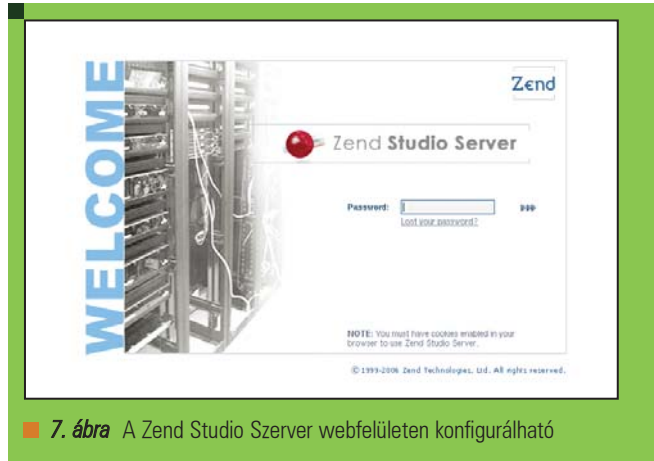 WELCOME
Zend
Zend Studio Server
Password:
Lost your password?
NOTE: You must have cookies enabled in your
browser to use Zend Studio Server.
© 1999-2006 Zend Technologies, Ltd. All rights reserved.
7. ábra A Zend Studio Szerver webfelületen konfigurálható